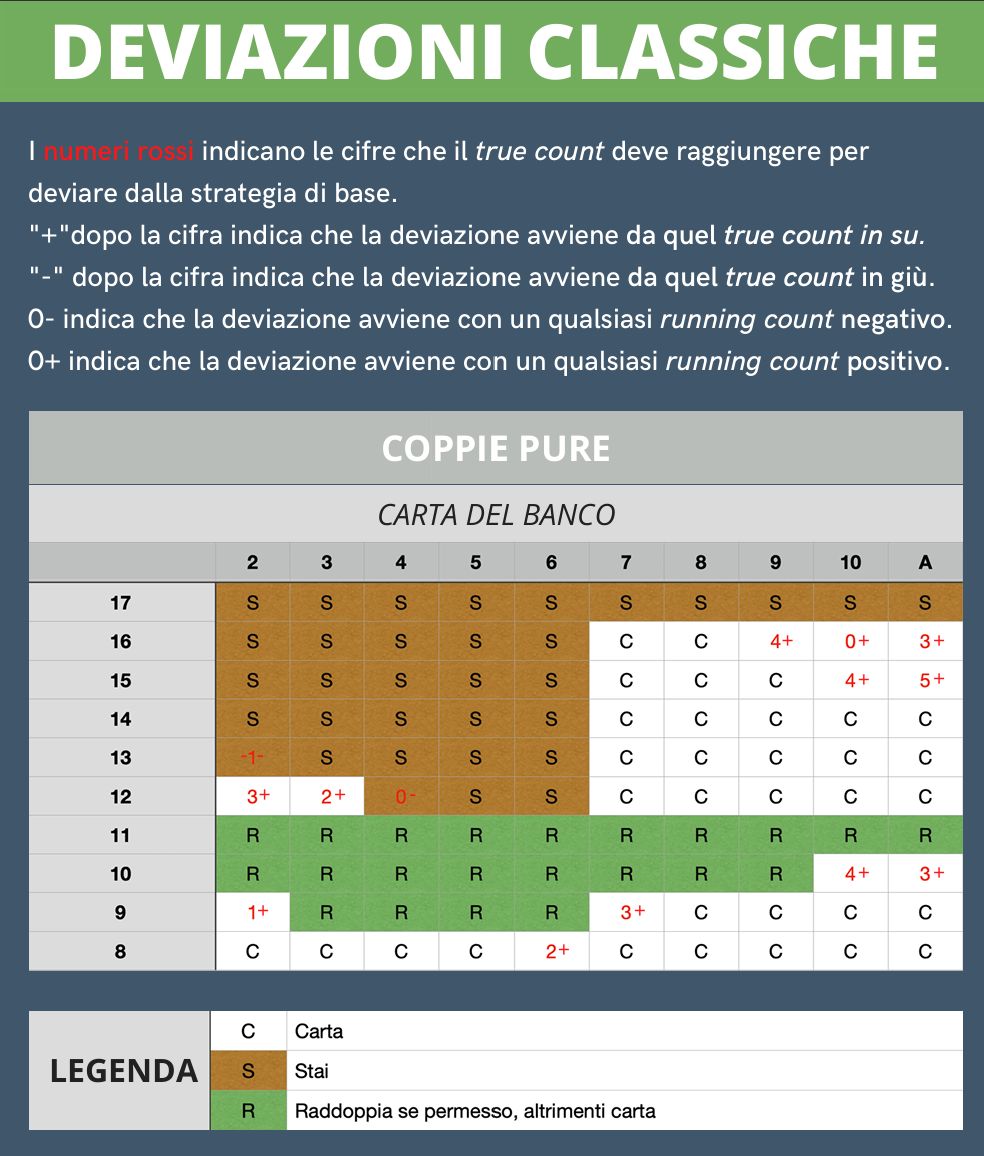 DEVIAZIONI CLASSICHE
I numeri rossi indicano le cifre che il true count deve raggiungere per
deviare dalla strategia di base.
"+"dopo la cifra indica che la deviazione avviene da quel true count in su.
"-" dopo la cifra indica che la deviazione avviene da quel true count in giù.
0- indica che la deviazione avviene con un qualsiasi running count negativo.
0+ indica che la deviazione avviene con un qualsiasi running count positivo.
COPPIE PURE
CARTA DEL BANCO
2 3 4 5 6 7 8 9 10 A
17 S S S S S S S S S S
16 S S S S S C C 4+ 0+ 3+
15 S S S S S C C C 4+ 5+
14 S S S S S C C C C C
13 -1- S S S S C C C C C
12 3+ 2+ 0- S S C C C C C
11 R R R R R R R R R R
10 R R R R R R R R 4+ 3+
9 1+ R R R R 3+ C C C C
8 C C C C 2+ C C C C C
LEGENDA
C Carta
S Stai
R Raddoppia se permesso, altrimenti carta